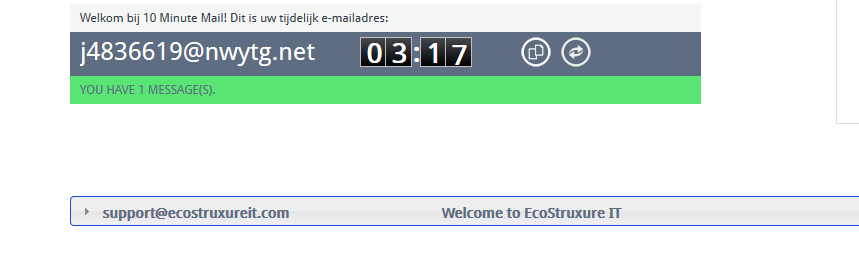 Welkom bij 10 Minute Mail! Dit is uw tijdelijk e-mailadres:
j4836619@nwytg.net 03:17
YOU HAVE 1 MESSAGE(S).
support@ecostruxureit.com Welcome to EcoStruxure IT